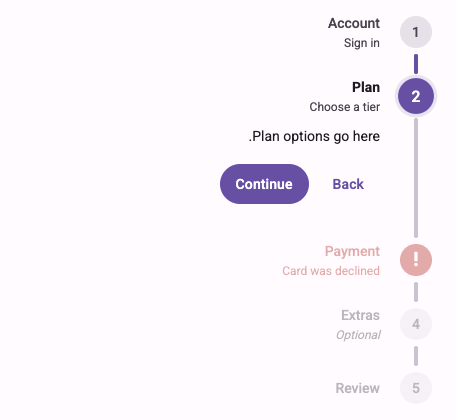 Account
1
Sign in
Plan
2
Choose a tier
.Plan options go here
Continue
Back
Payment
!
Card was declined
Extras
4
Optional
Review
5